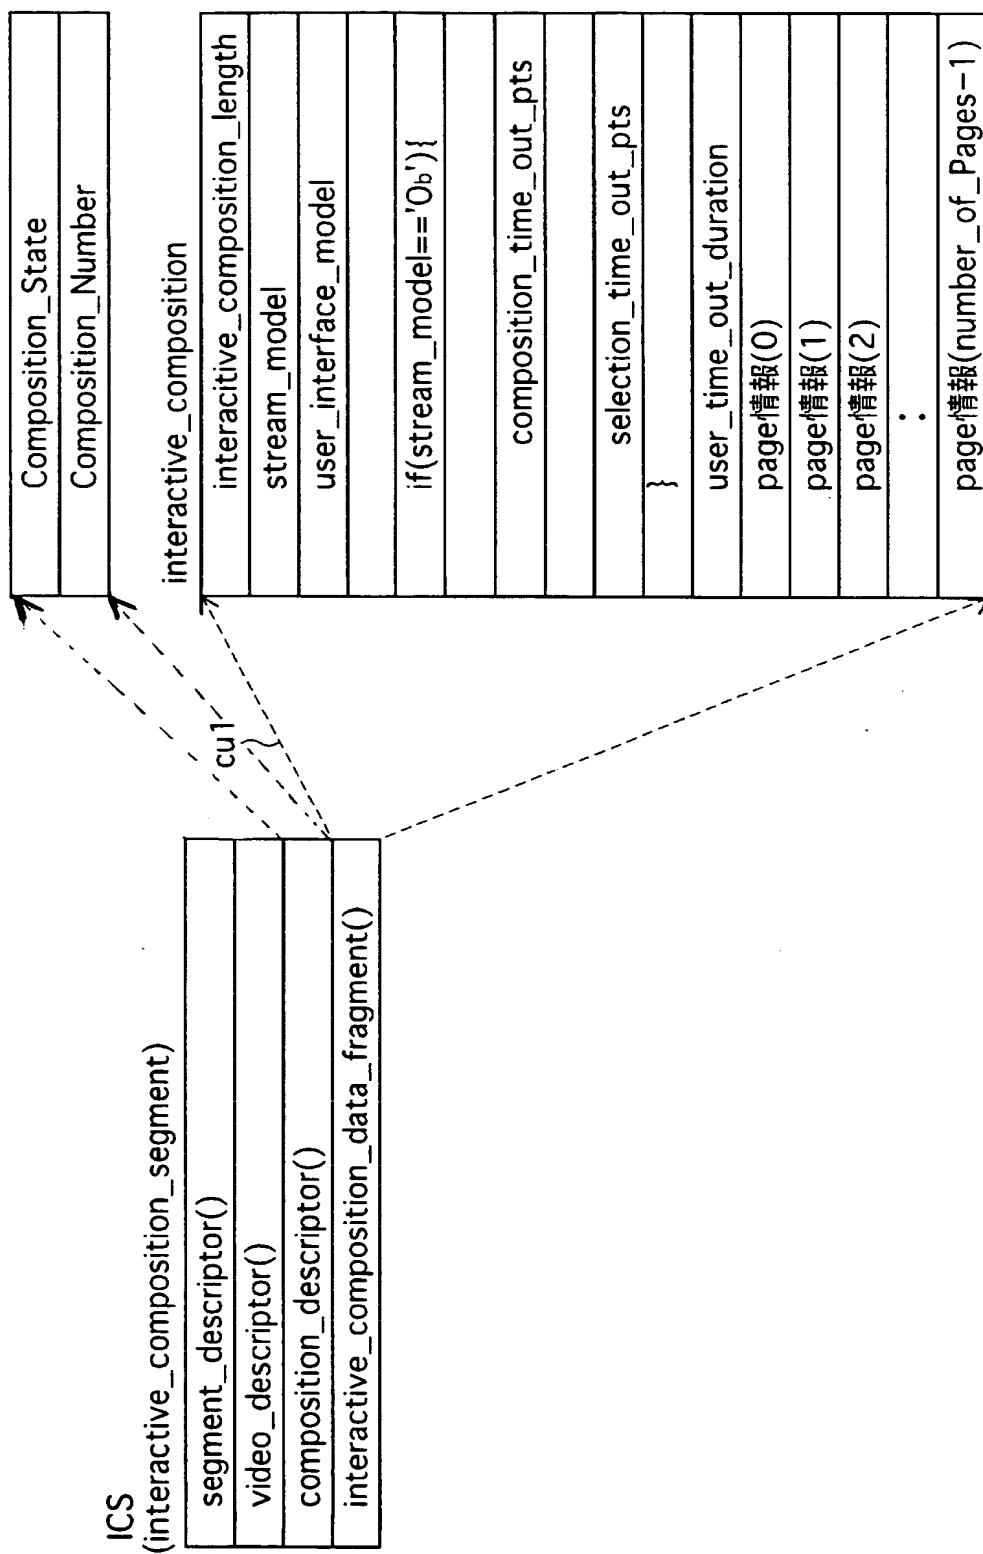 ICS
(interactive_composition_segment)
segment_descriptor()
video_descriptor()
composition_descriptor()
interactive_composition_data_fragment()
cu1
Composition_State
Composition_Number
interactive_composition
interacitive_composition_length
stream_model
user_interface_model
if(stream_model=='0b'){
composition_time_out_pts
selection_time_out_pts
}
user_time_out_duration
page情報(0)
page情報(1)
page情報(2)
:
page情報(number_of_Pages-1)